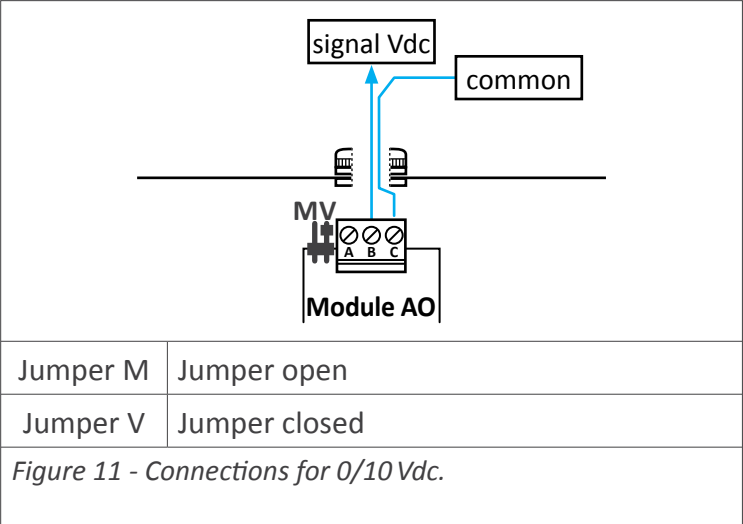 signal Vdc
common
MV
A B C
Module AO
Jumper M Jumper open
Jumper V Jumper closed
Figure 11 - Connections for 0/10 Vdc.